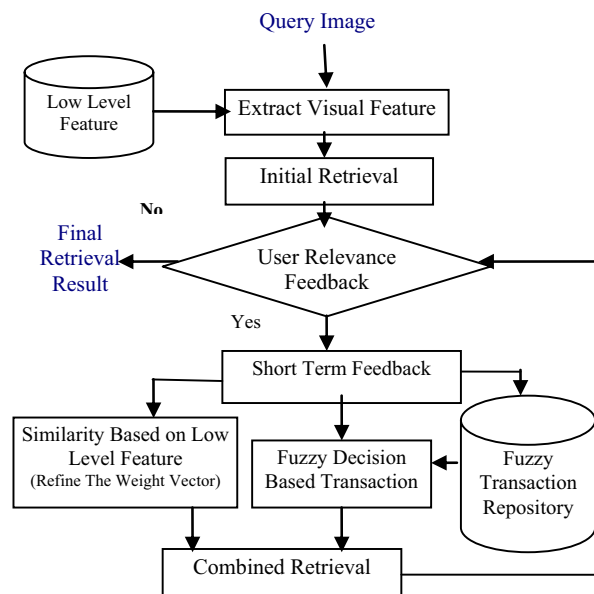 Query Image
Low Level
Feature
Extract Visual Feature
Initial Retrieval
No
Final
Retrieval
Result
User Relevance
Feedback
Yes
Short Term Feedback
Similarity Based on Low
Level Feature
(Refine The Weight Vector)
Fuzzy Decision
Based Transaction
Fuzzy
Transaction
Repository
Combined Retrieval